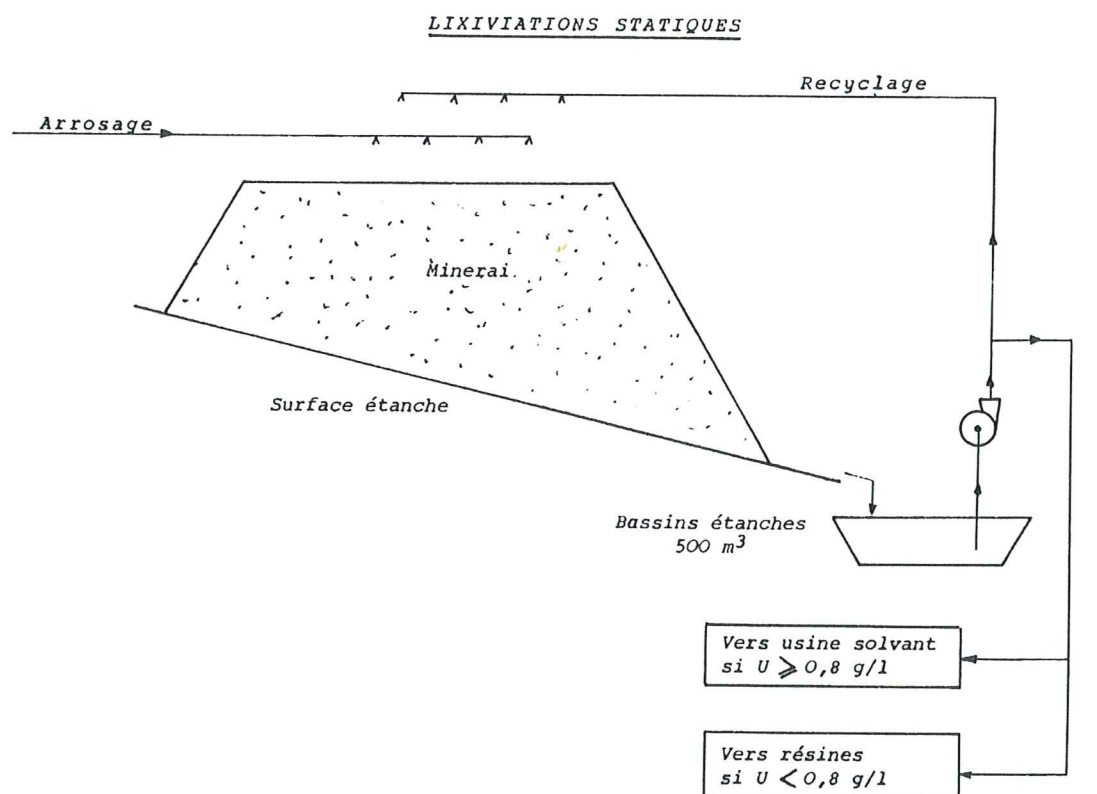 LIXIVIATIONS STATIQUES
Recyclage
Arrosage
Minerai
Surface étanche
Bassins étanches
500 m³
Vers usine solvant
si U ⩾ 0,8 g/l
Vers résines
si U < 0,8 g/l